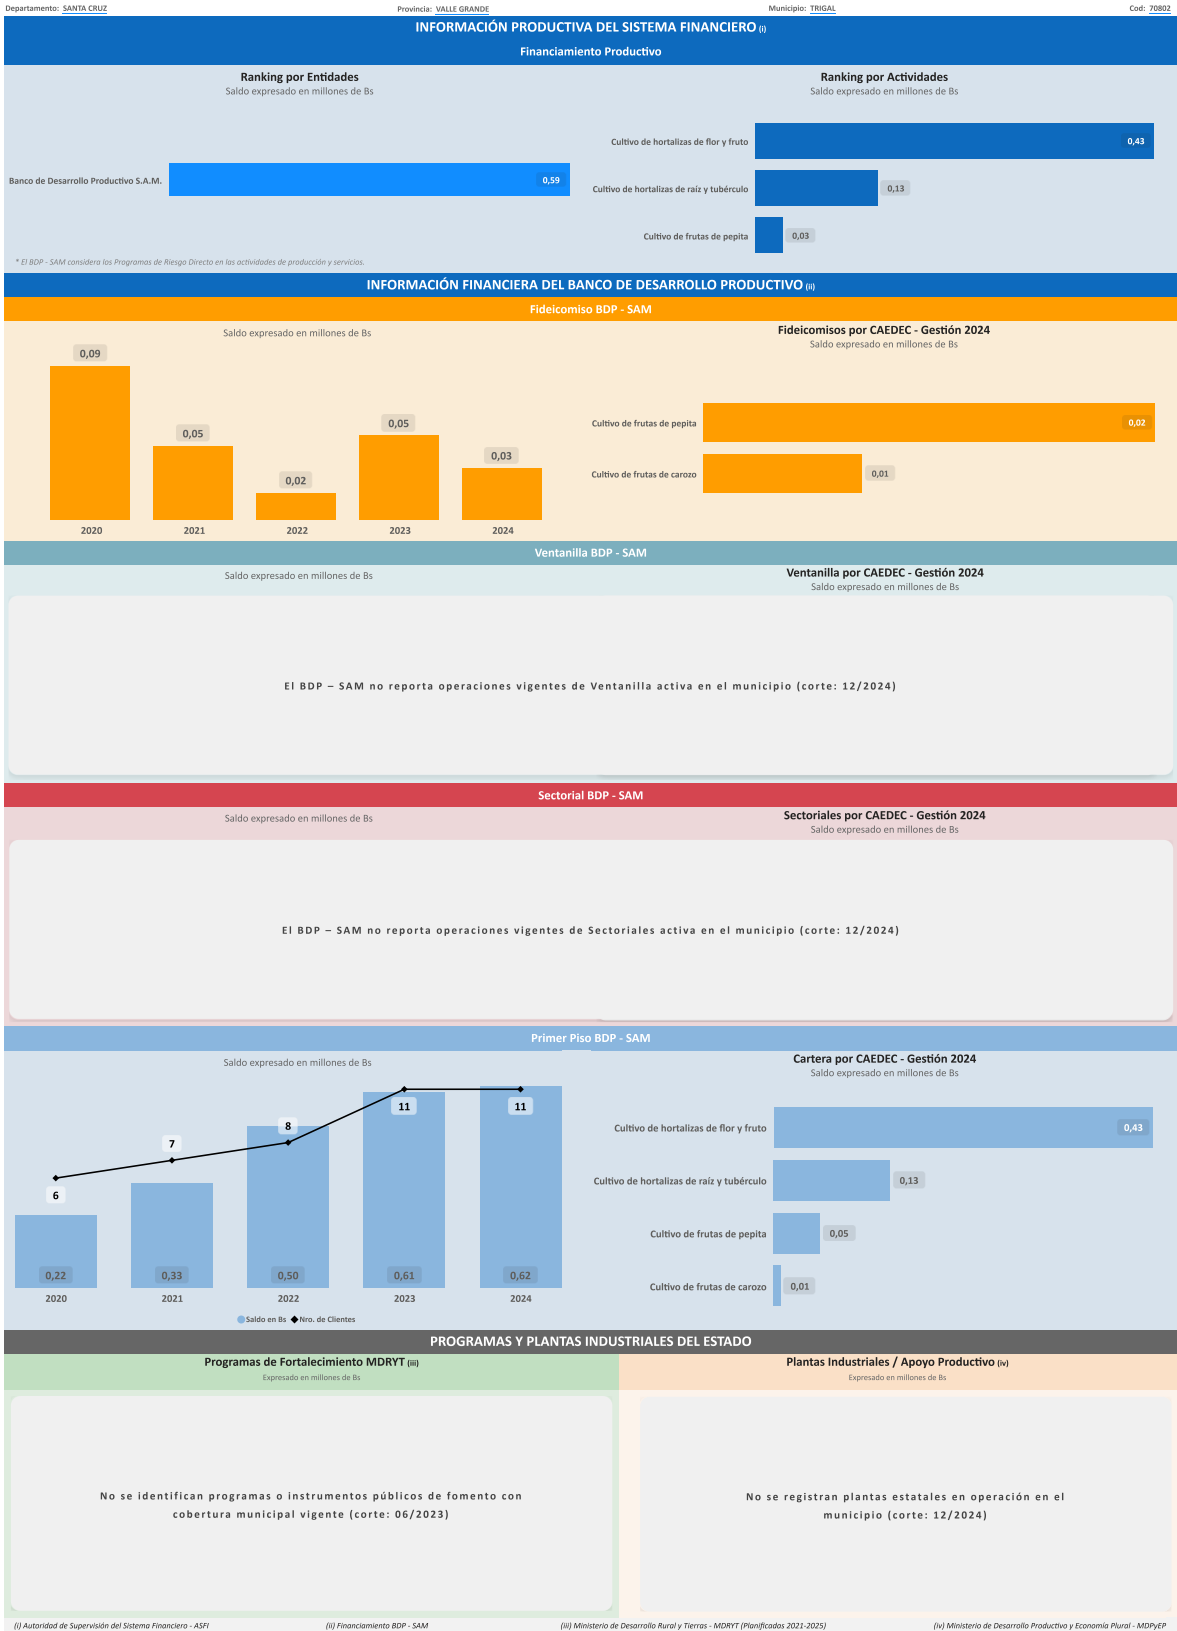 Departamento: SANTA CRUZ
Provincia: VALLE GRANDE
Municipio: TRIGAL
Cod: 70802
INFORMACIÓN PRODUCTIVA DEL SISTEMA FINANCIERO (i)
Financiamiento Productivo
Ranking por Entidades
Saldo expresado en millones de Bs
Banco de Desarrollo Productivo S.A.M.
0,59
* El BDP - SAM considera los Programas de Riesgo Directo en las actividades de producción y servicios.
Ranking por Actividades
Saldo expresado en millones de Bs
Cultivo de hortalizas de flor y fruto
0,43
Cultivo de hortalizas de raíz y tubérculo
0,13
Cultivo de frutas de pepita
0,03
INFORMACIÓN FINANCIERA DEL BANCO DE DESARROLLO PRODUCTIVO (ii)
Fideicomiso BDP - SAM
Saldo expresado en millones de Bs
0,09
0,05
0,02
0,05
0,03
2020
2021
2022
2023
2024
Fideicomisos por CAEDEC - Gestión 2024
Saldo expresado en millones de Bs
Cultivo de frutas de pepita
0,02
Cultivo de frutas de carozo
0,01
Ventanilla BDP - SAM
Saldo expresado en millones de Bs
Ventanilla por CAEDEC - Gestión 2024
Saldo expresado en millones de Bs
El BDP – SAM no reporta operaciones vigentes de Ventanilla activa en el municipio (corte: 12/2024)
Sectorial BDP - SAM
Saldo expresado en millones de Bs
Sectoriales por CAEDEC - Gestión 2024
Saldo expresado en millones de Bs
El BDP – SAM no reporta operaciones vigentes de Sectoriales activa en el municipio (corte: 12/2024)
Primer Piso BDP - SAM
Saldo expresado en millones de Bs
6
7
8
11
11
0,22
0,33
0,50
0,61
0,62
2020
2021
2022
2023
2024
Saldo en Bs
Nro. de Clientes
Cartera por CAEDEC - Gestión 2024
Saldo expresado en millones de Bs
Cultivo de hortalizas de flor y fruto
0,43
Cultivo de hortalizas de raíz y tubérculo
0,13
Cultivo de frutas de pepita
0,05
Cultivo de frutas de carozo
0,01
PROGRAMAS Y PLANTAS INDUSTRIALES DEL ESTADO
Programas de Fortalecimiento MDRYT (iii)
Expresado en millones de Bs
No se identifican programas o instrumentos públicos de fomento con
cobertura municipal vigente (corte: 06/2023)
Plantas Industriales / Apoyo Productivo (iv)
Expresado en millones de Bs
No se registran plantas estatales en operación en el
municipio (corte: 12/2024)
(i) Autoridad de Supervisión del Sistema Financiero - ASFI
(ii) Financiamiento BDP - SAM
(iii) Ministerio de Desarrollo Rural y Tierras - MDRYT (Planificadas 2021-2025)
(iv) Ministerio de Desarrollo Productivo y Economía Plural - MDPyEP